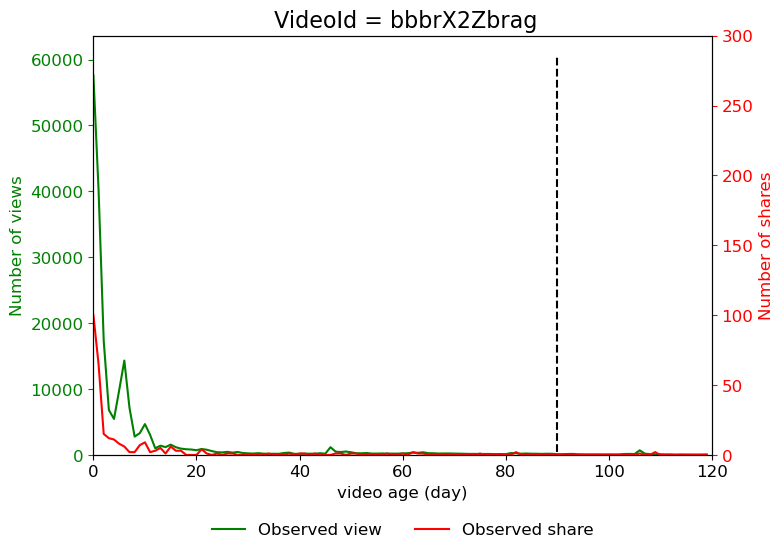 VideoId = bbbrX2Zbrag
60000
50000
40000
30000
20000
10000
0
Number of views
300
250
200
150
100
50
0
Number of shares
0 20 40 60 80 100 120
video age (day)
Observed view Observed share